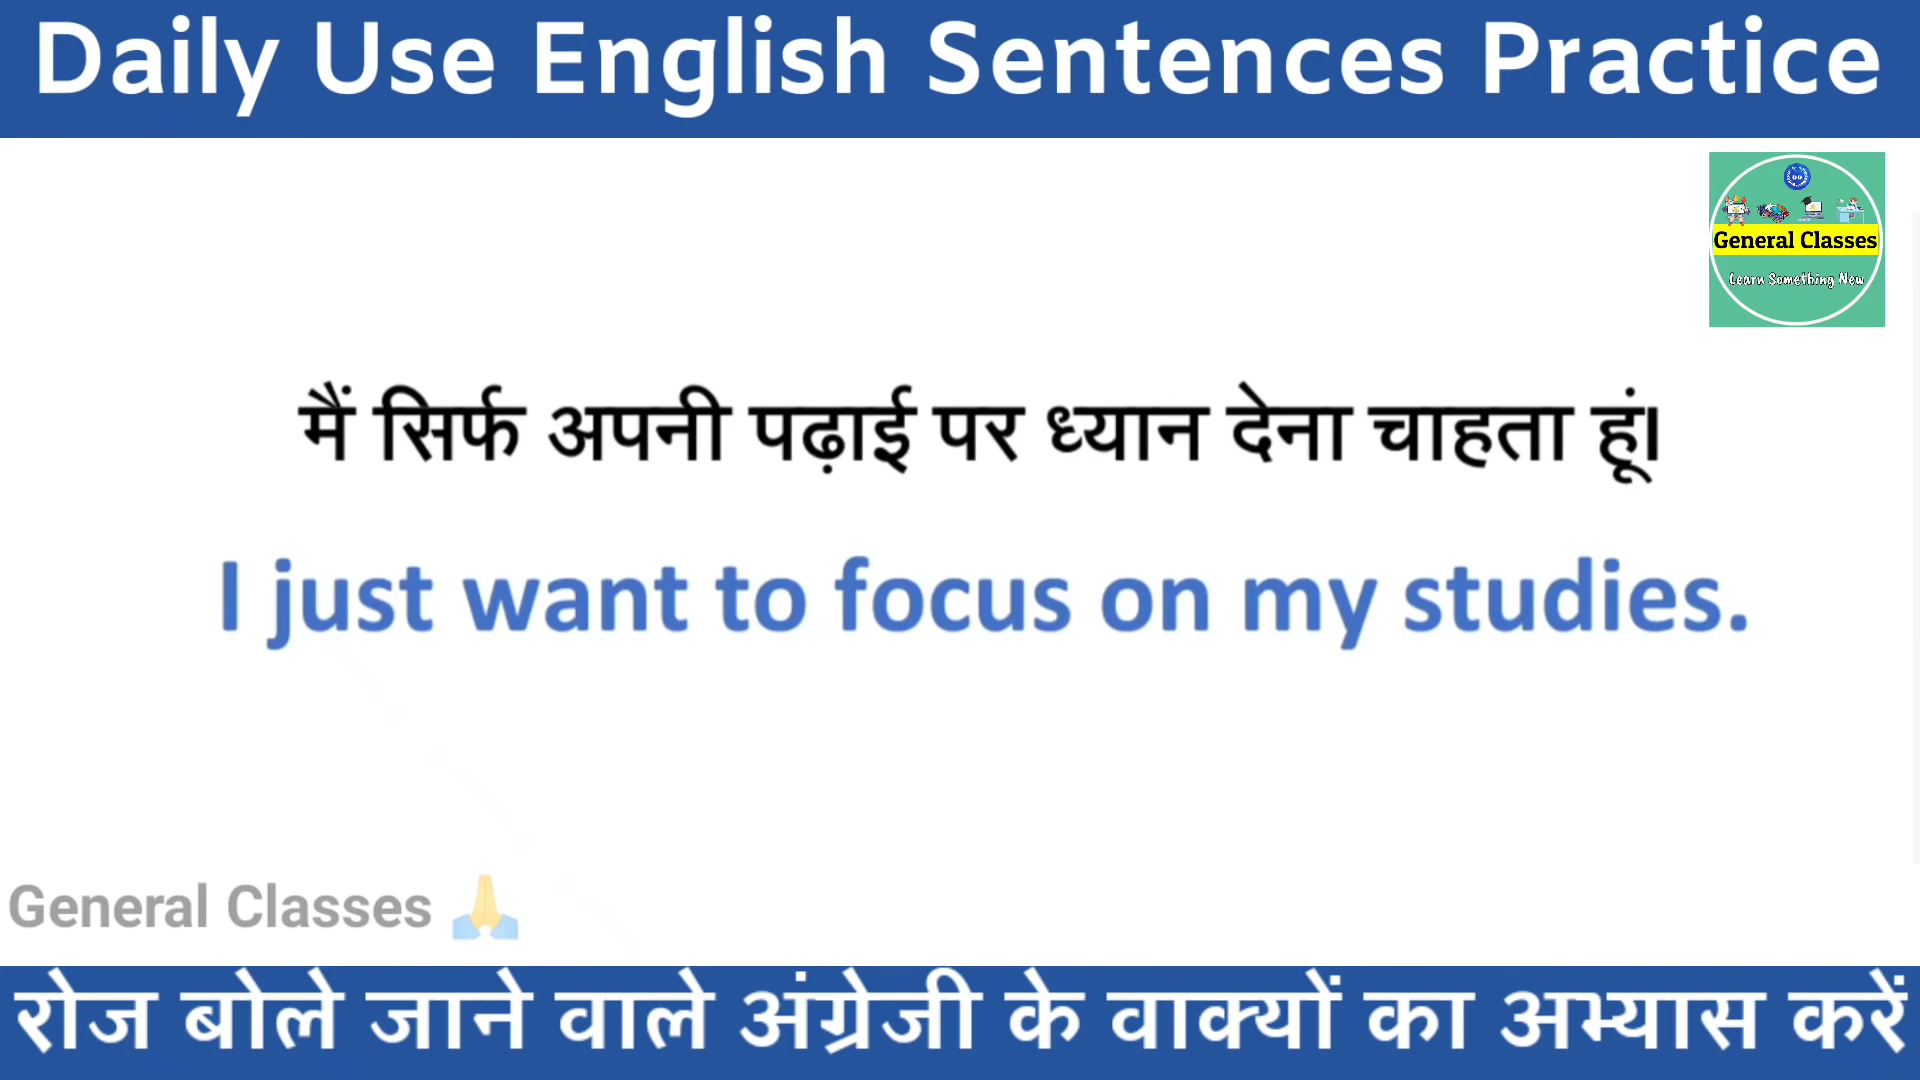 Daily Use English Sentences Practice
General Classes
Learn Something New
मैं सिर्फ अपनी पढ़ाई पर ध्यान देना चाहता हूं।
I just want to focus on my studies.
General Classes 🙏
रोज बोले जाने वाले अंग्रेजी के वाक्यों का अभ्यास करें